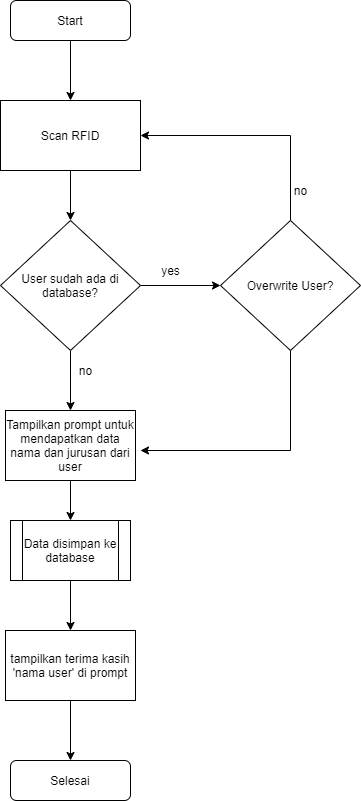 Start
Scan RFID
no
User sudah ada di
database?
yes
Overwrite User?
no
Tampilkan prompt untuk
mendapatkan data
nama dan jurusan dari
user
Data disimpan ke
database
tampilkan terima kasih
'nama user' di prompt
Selesai